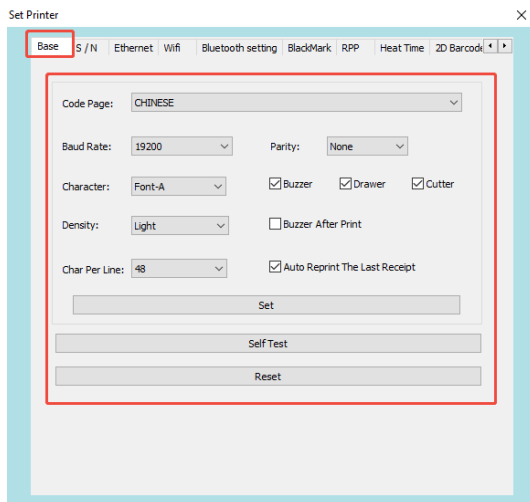 Set Printer
Base S / N Ethernet Wifi Bluetooth setting BlackMark RPP Heat Time 2D Barcode
Code Page: CHINESE
Baud Rate: 19200 Parity: None
Character: Font-A Buzzer Drawer Cutter
Density: Light Buzzer After Print
Char Per Line: 48 Auto Reprint The Last Receipt
Set
Self Test
Reset